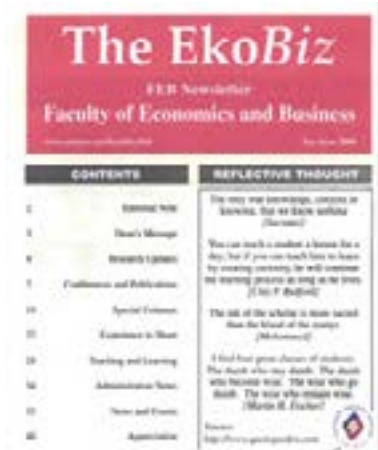 The EkoBiz
FEB Newsletter
Faculty of Economics and Business
CONTENTS
Editorial Note
Dean's Message
Research Updates
Conferences and Publications
Special Columns
Experience to Share
Teaching and Learning
Administration News
News and Events
Appreciation
REFLECTIVE THOUGHT
The only true knowledge, consists in
knowing, that we know nothing
[Socrates]
You can teach a student a lesson for a
day; but if you can teach him to learn
by creating curiosity, he will continue
the learning process as long as he lives
[Clay P. Bedford]
The ink of the scholar is more sacred
than the blood of the martyr
[Mohammed]
I find four great classes of students:
The dumb who stay dumb. The dumb
who become wise. The wise who go
dumb. The wise who remain wise.
[Martin H. Fischer]